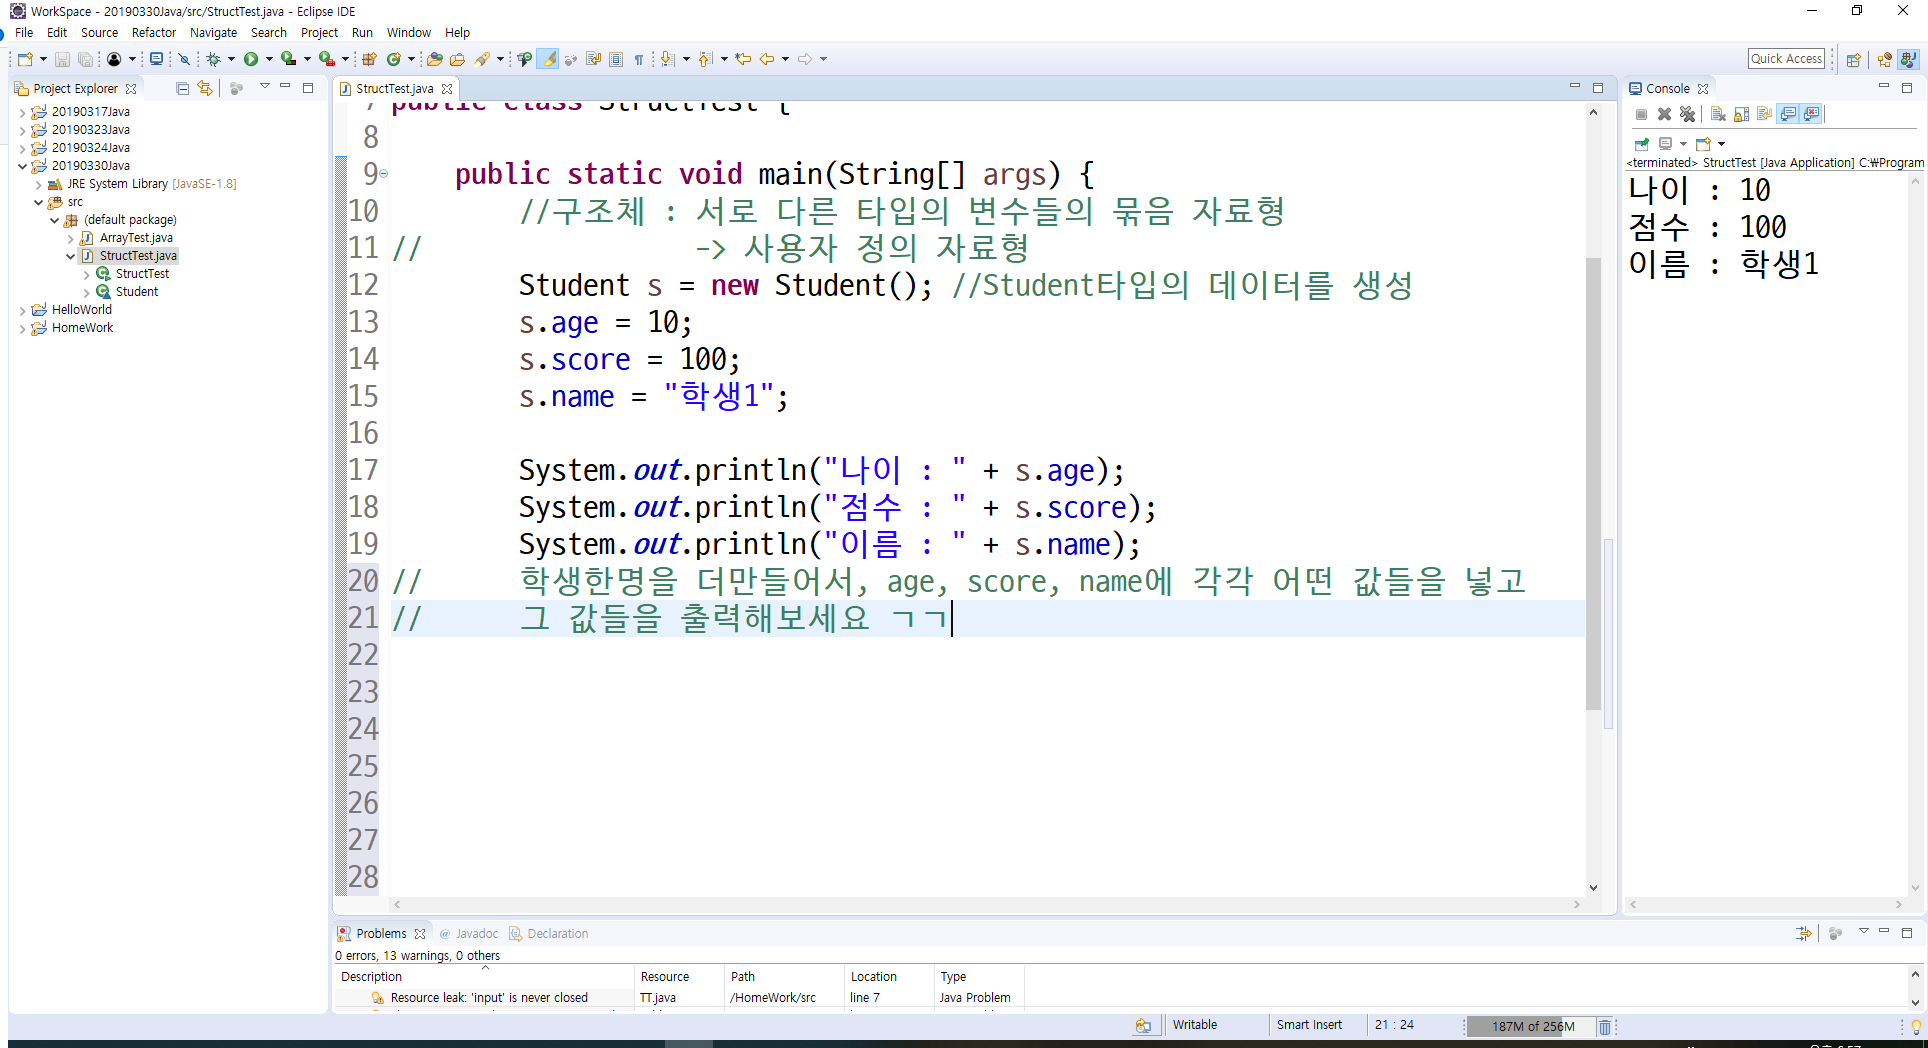 WorkSpace - 20190330Java/src/StructTest.java - Eclipse IDE
File Edit Source Refactor Navigate Search Project Run Window Help
Quick Access
Project Explorer
20190317Java
20190323Java
20190324Java
20190330Java
JRE System Library [JavaSE-1.8]
src
(default package)
ArrayTest.java
StructTest.java
StructTest
Student
HelloWorld
HomeWork
StructTest.java
7 public class StructTest {
8
9 public static void main(String[] args) {
10 //구조체 : 서로 다른 타입의 변수들의 묶음 자료형
11 // -> 사용자 정의 자료형
12 Student s = new Student(); //Student타입의 데이터를 생성
13 s.age = 10;
14 s.score = 100;
15 s.name = "학생1";
16
17 System.out.println("나이 : " + s.age);
18 System.out.println("점수 : " + s.score);
19 System.out.println("이름 : " + s.name);
20 // 학생한명을 더만들어서, age, score, name에 각각 어떤 값들을 넣고
21 // 그 값들을 출력해보세요 ㄱㄱ
22
23
24
25
26
27
28
Console
<terminated> StructTest [Java Application] C:₩Program
나이 : 10
점수 : 100
이름 : 학생1
Problems @ Javadoc Declaration
0 errors, 13 warnings, 0 others
Description Resource Path Location Type
Resource leak: 'input' is never closed TT.java /HomeWork/src line 7 Java Problem
Writable Smart Insert 21 : 24 187M of 256M